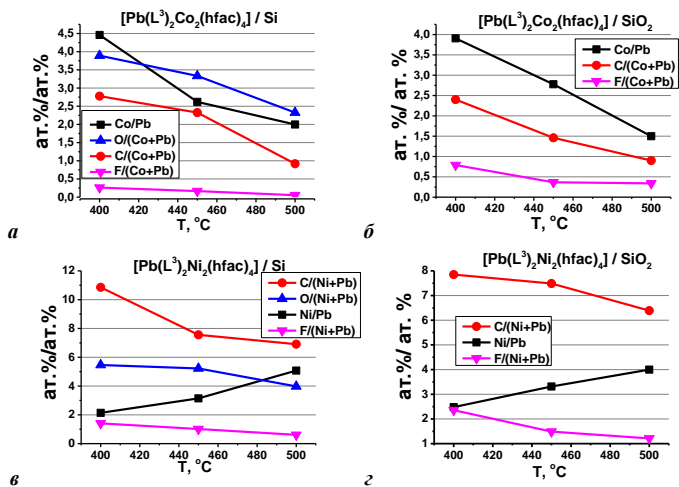 [Pb(L³)₂Co₂(hfac)₄] / Si
ат.%/ат.%
4,5
4,0
3,5
3,0
2,5
2,0
1,5
1,0
0,5
0,0
Co/Pb
O/(Co+Pb)
C/(Co+Pb)
F/(Co+Pb)
400 420 440 460 480 500
T, °C
а
[Pb(L³)₂Co₂(hfac)₄] / SiO₂
ат.%/ ат. %
4,0
3,5
3,0
2,5
2,0
1,5
1,0
0,5
0,0
Co/Pb
C/(Co+Pb)
F/(Co+Pb)
400 420 440 460 480 500
T, °C
б
[Pb(L³)₂Ni₂(hfac)₄] / Si
ат.%/ат. %
12
10
8
6
4
2
0
C/(Ni+Pb)
O/(Ni+Pb)
Ni/Pb
F/(Ni+Pb)
400 420 440 460 480 500
T, °C
в
[Pb(L³)₂Ni₂(hfac)₄] / SiO₂
ат.%/ ат. %
8
7
6
5
4
3
2
1
C/(Ni+Pb)
Ni/Pb
F/(Ni+Pb)
400 420 440 460 480 500
T, °C
г